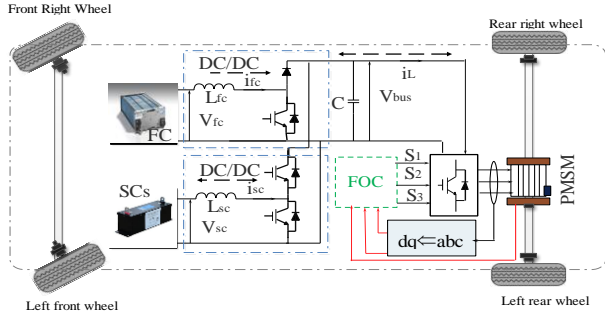 Front Right Wheel
Rear right wheel
DC/DC
ifc
Lfc
FC
Vfc
C
iL
Vbus
DC/DC
SCs
isc
Lsc
Vsc
FOC
S1
S2
S3
dq⇐abc
PMSM
Left front wheel
Left rear wheel